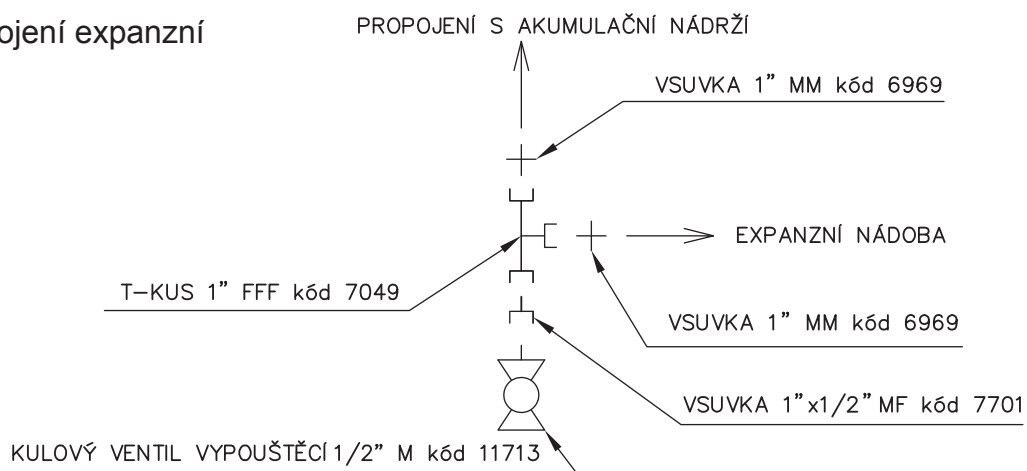 ojení expanzní
PROPOJENÍ S AKUMULAČNÍ NÁDRŽÍ
VSUVKA 1” MM kód 6969
EXPANZNÍ NÁDOBA
T-KUS 1” FFF kód 7049
VSUVKA 1” MM kód 6969
VSUVKA 1”x1/2” MF kód 7701
KULOVÝ VENTIL VYPOUŠTĚCÍ 1/2” M kód 11713